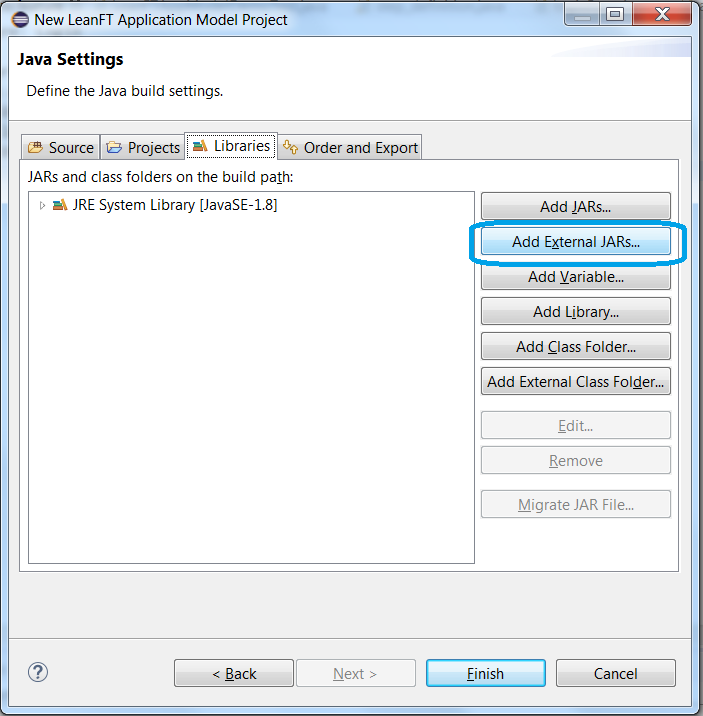 New LeanFT Application Model Project
Java Settings
Define the Java build settings.
Source Projects Libraries Order and Export
JARs and class folders on the build path:
JRE System Library [JavaSE-1.8]
Add JARs...
Add External JARs...
Add Variable...
Add Library...
Add Class Folder...
Add External Class Folder...
Edit...
Remove
Migrate JAR File...
? < Back Next > Finish Cancel